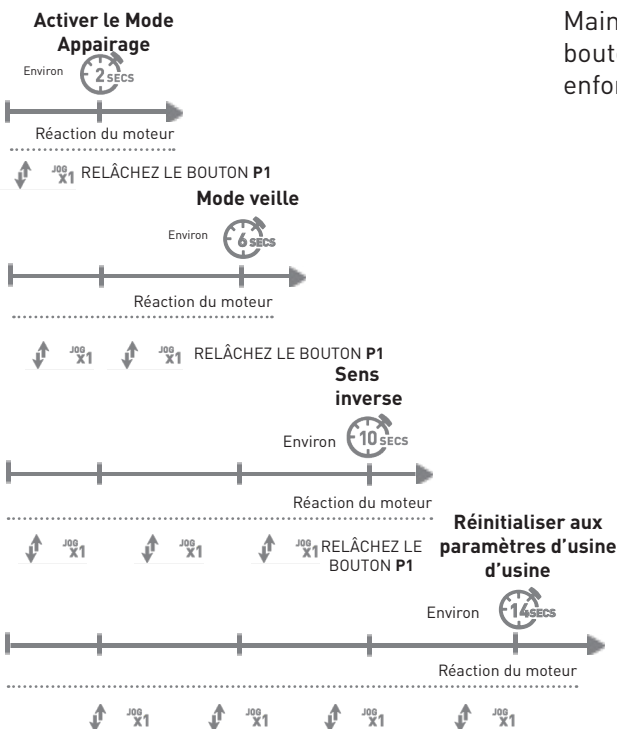 Activer le Mode
Appairage
Environ 2 SECS
Réaction du moteur
JOG X1 RELÂCHEZ LE BOUTON P1
Mode veille
Environ 6 SECS
Réaction du moteur
JOG X1 JOG X1 RELÂCHEZ LE BOUTON P1
Sens
inverse
Environ 10 SECS
Réaction du moteur
JOG X1 JOG X1 JOG X1 RELÂCHEZ LE
BOUTON P1
Réinitialiser aux
paramètres d'usine
d'usine
Environ 14 SECS
Réaction du moteur
JOG X1 JOG X1 JOG X1 JOG X1